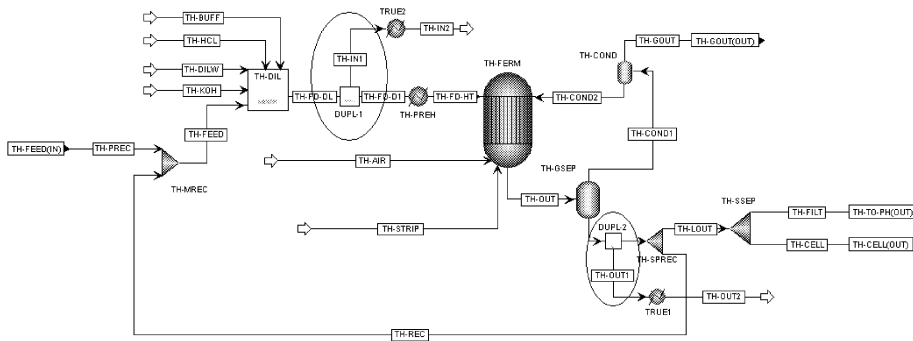 TH-BUFF
TH-HCL
TH-DILW
TH-KOH
TH-DIL
TH-FEED
TH-FEED(IN)
TH-PREC
TH-MREC
TH-FD-DL
TH-IN1
TRUE2
TH-IN2
DUPL-1
TH-FD-D1
TH-PREH
TH-FD-HT
TH-FERM
TH-COND
TH-GOUT
TH-GOUT(OUT)
TH-COND2
TH-COND1
TH-AIR
TH-STRIP
TH-GSEP
TH-OUT
DUPL-2
TH-OUT1
TH-SPREC
TH-LOUT
TH-SSEP
TH-FILT
TH-TO-PH(OUT)
TH-CELL
TH-CELL(OUT)
TRUE1
TH-OUT2
TH-REC